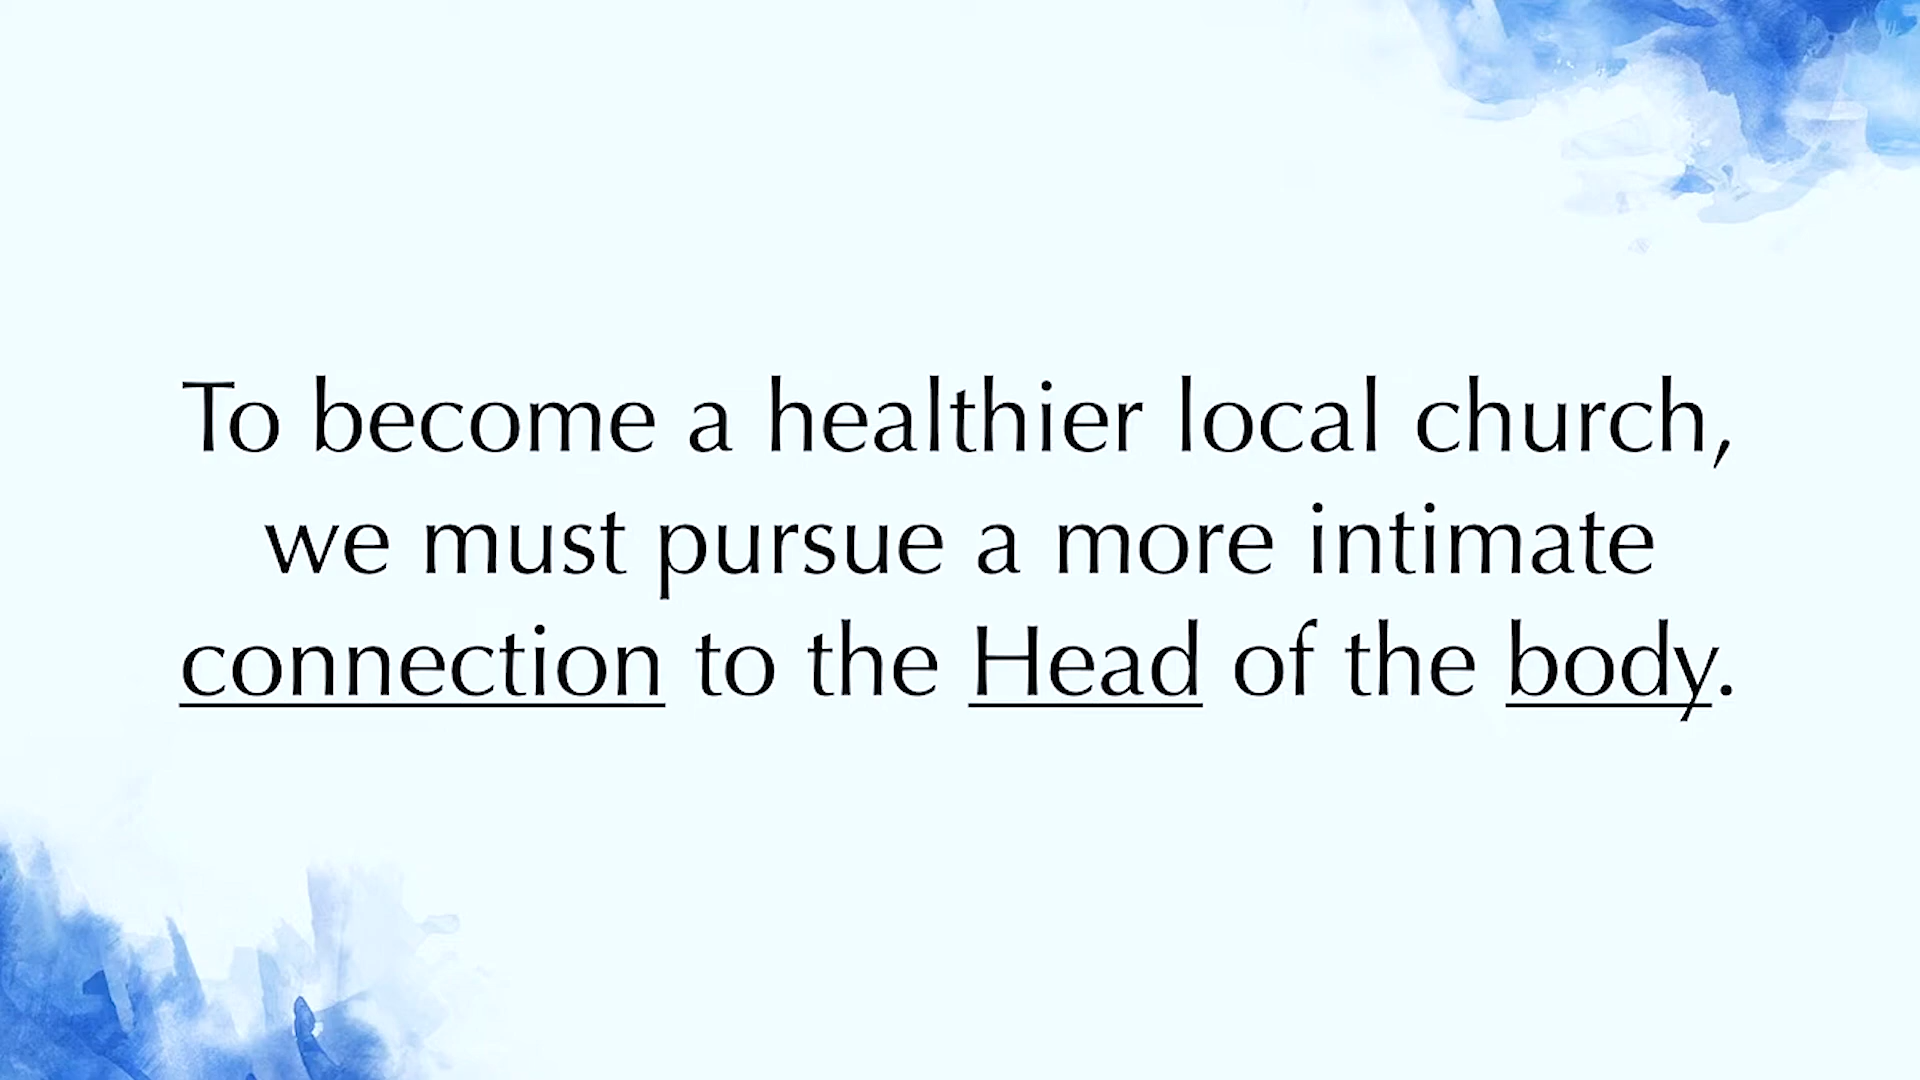 To become a healthier local church,
we must pursue a more intimate
connection to the Head of the body.